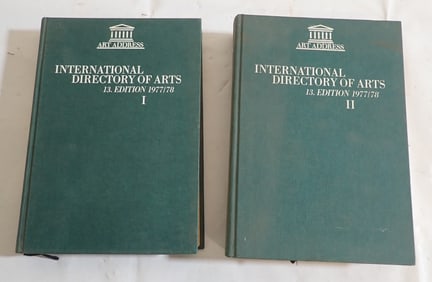 ART ADDRESS
INTERNATIONAL
DIRECTORY OF ARTS
13. EDITION 1977/78
I
ART ADDRESS
INTERNATIONAL
DIRECTORY OF ARTS
13. EDITION 1977/78
II